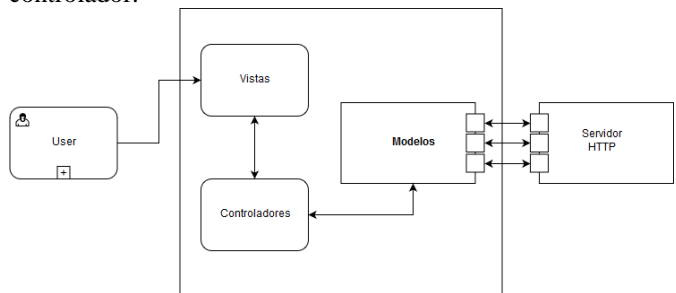 controlador.
Vistas
User
+
Modelos
Servidor
HTTP
Controladores